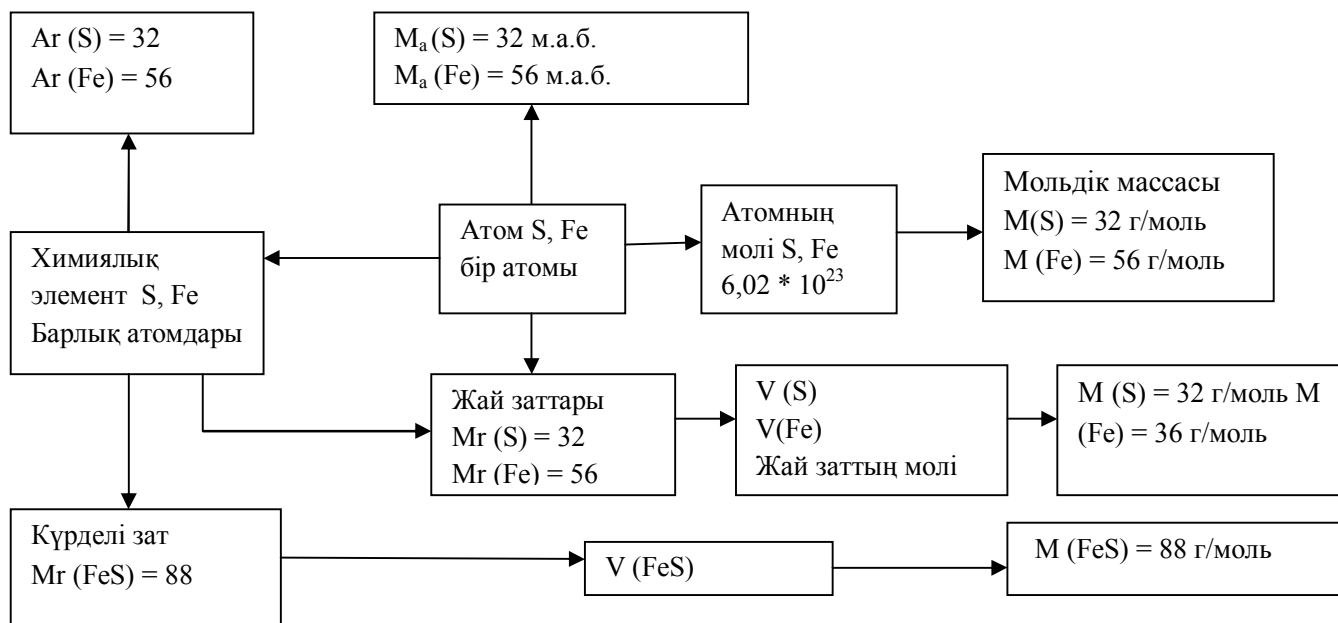 Ar (S) = 32
Ar (Fe) = 56
Mₐ (S) = 32 м.а.б.
Mₐ (Fe) = 56 м.а.б.
Химиялық
элемент S, Fe
Барлық атомдары
Атом S, Fe
бір атомы
Атомның
молі S, Fe
6,02 * 10²³
Мольдік массасы
M(S) = 32 г/моль
M (Fe) = 56 г/моль
Жай заттары
Mr (S) = 32
Mr (Fe) = 56
V (S)
V(Fe)
Жай заттың молі
M (S) = 32 г/моль M
(Fe) = 36 г/моль
Күрделі зат
Mr (FeS) = 88
V (FeS)
M (FeS) = 88 г/моль